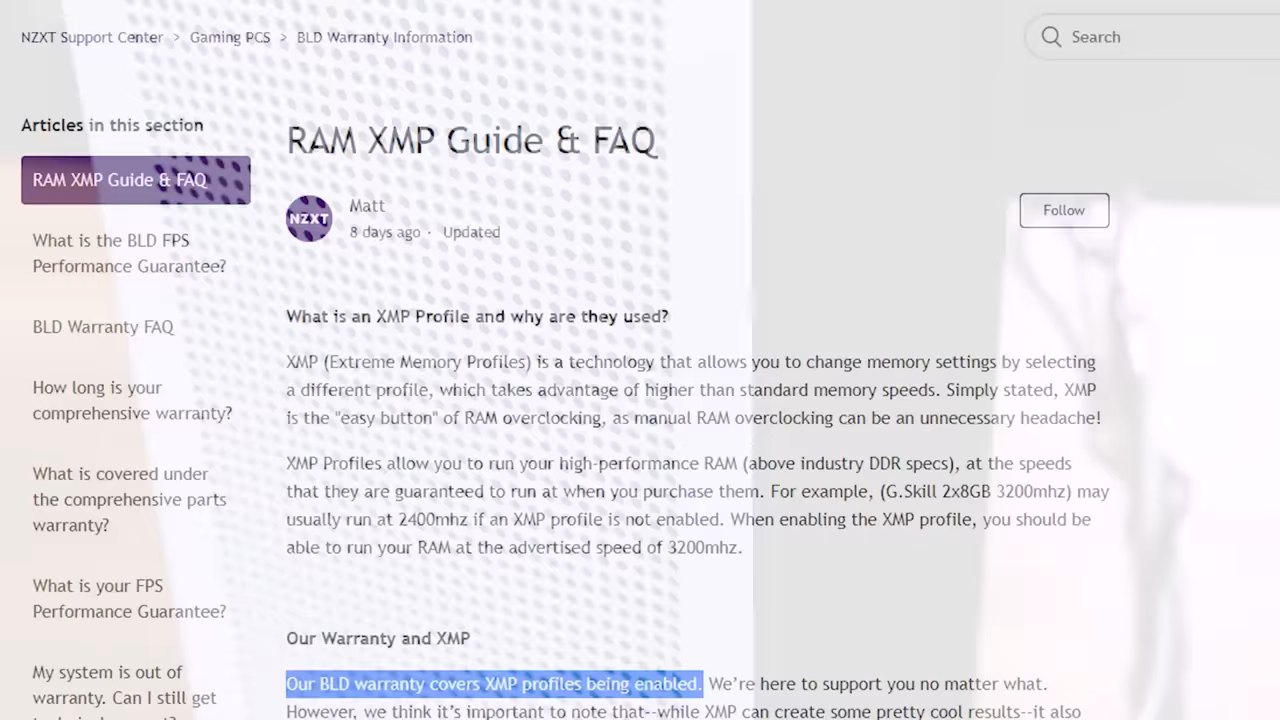 NZXT Support Center > Gaming PCS > BLD Warranty Information
Search
Articles in this section
RAM XMP Guide & FAQ
What is the BLD FPS
Performance Guarantee?
BLD Warranty FAQ
How long is your
comprehensive warranty?
What is covered under
the comprehensive parts
warranty?
What is your FPS
Performance Guarantee?
My system is out of
warranty. Can I still get
RAM XMP Guide & FAQ
NZXT
Matt
8 days ago · Updated
Follow
What is an XMP Profile and why are they used?
XMP (Extreme Memory Profiles) is a technology that allows you to change memory settings by selecting
a different profile, which takes advantage of higher than standard memory speeds. Simply stated, XMP
is the "easy button" of RAM overclocking, as manual RAM overclocking can be an unnecessary headache!
XMP Profiles allow you to run your high-performance RAM (above industry DDR specs), at the speeds
that they are guaranteed to run at when you purchase them. For example, (G.Skill 2x8GB 3200mhz) may
usually run at 2400mhz if an XMP profile is not enabled. When enabling the XMP profile, you should be
able to run your RAM at the advertised speed of 3200mhz.
Our Warranty and XMP
Our BLD warranty covers XMP profiles being enabled. We're here to support you no matter what.
However, we think it's important to note that--while XMP can create some pretty cool results--it also